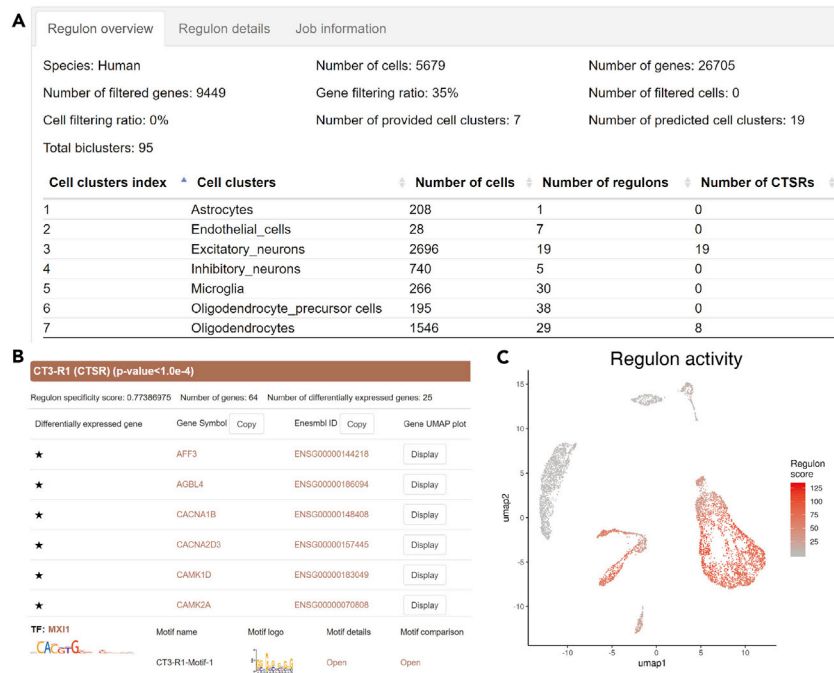 A
Regulon overview Regulon details Job information
Species: Human Number of cells: 5679 Number of genes: 26705
Number of filtered genes: 9449 Gene filtering ratio: 35% Number of filtered cells: 0
Cell filtering ratio: 0% Number of provided cell clusters: 7 Number of predicted cell clusters: 19
Total biclusters: 95
Cell clusters index Cell clusters Number of cells Number of regulons Number of CTSRs
1 Astrocytes 208 1 0
2 Endothelial_cells 28 7 0
3 Excitatory_neurons 2696 19 19
4 Inhibitory_neurons 740 5 0
5 Microglia 266 30 0
6 Oligodendrocyte_precursor cells 195 38 0
7 Oligodendrocytes 1546 29 8
B
CT3-R1 (CTSR) (p-value<1.0e-4)
Regulon specificity score: 0.77386975 Number of genes: 64 Number of differentially expressed genes: 25
Differentially expressed gene Gene Symbol Copy Enesmbl ID Copy Gene UMAP plot
★ AFF3 ENSG00000144218 Display
★ AGBL4 ENSG00000186094 Display
★ CACNA1B ENSG00000148408 Display
★ CACNA2D3 ENSG00000157445 Display
★ CAMK1D ENSG00000183049 Display
★ CAMK2A ENSG00000070808 Display
TF: MXI1 Motif name Motif logo Motif details Motif comparison
CACGTG
CT3-R1-Motif-1 Open Open
C
Regulon activity
15
10
5
0
-5
-10
umap2
-10 -5 0 5 10
umap1
Regulon
score
125
100
75
50
25